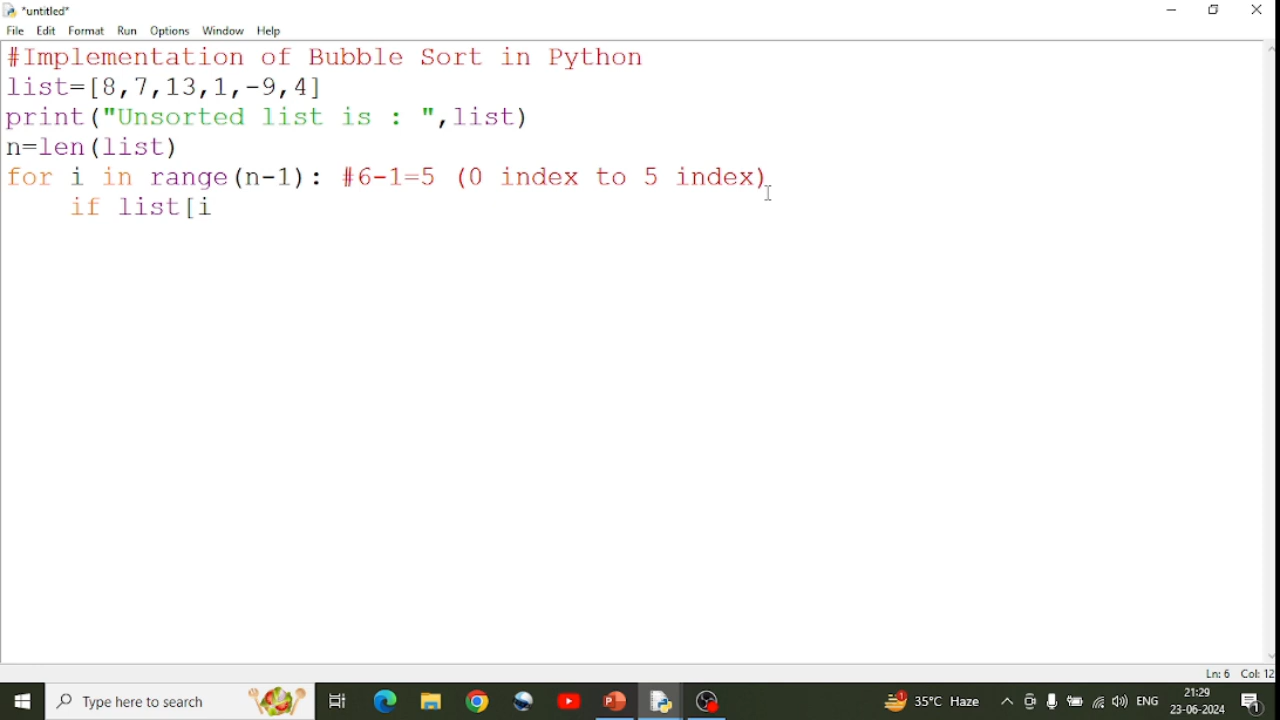 *untitled*
File Edit Format Run Options Window Help
#Implementation of Bubble Sort in Python
list=[8,7,13,1,-9,4]
print("Unsorted list is : ",list)
n=len(list)
for i in range(n-1): #6-1=5 (0 index to 5 index)
    if list[i
Ln: 6 Col: 12
Type here to search
1
35°C Haze
ENG
21:29
23-06-2024
1